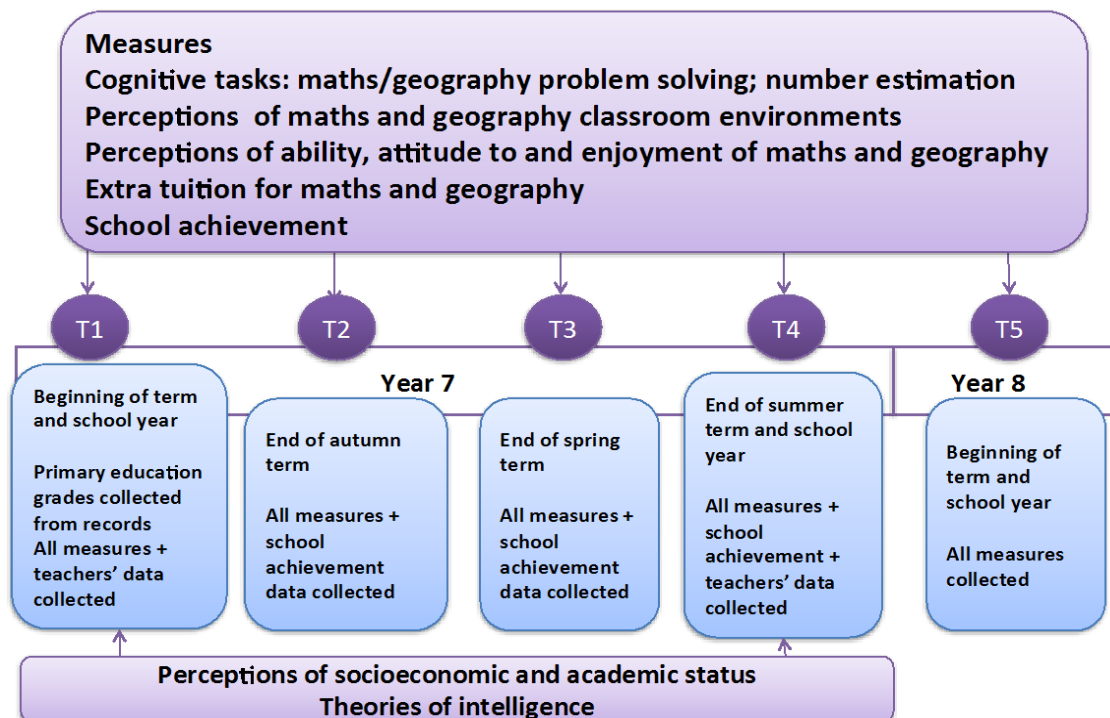 Measures
Cognitive tasks: maths/geography problem solving; number estimation
Perceptions of maths and geography classroom environments
Perceptions of ability, attitude to and enjoyment of maths and geography
Extra tuition for maths and geography
School achievement
T1
T2
T3
T4
T5
Year 7
Year 8
Beginning of term
and school year
Primary education
grades collected
from records
All measures +
teachers’ data
collected
End of autumn
term
All measures +
school
achievement
data collected
End of spring
term
All measures +
school
achievement
data collected
End of summer
term and school
year
All measures +
school
achievement +
teachers’ data
collected
Beginning of
term and
school year
All measures
collected
Perceptions of socioeconomic and academic status
Theories of intelligence